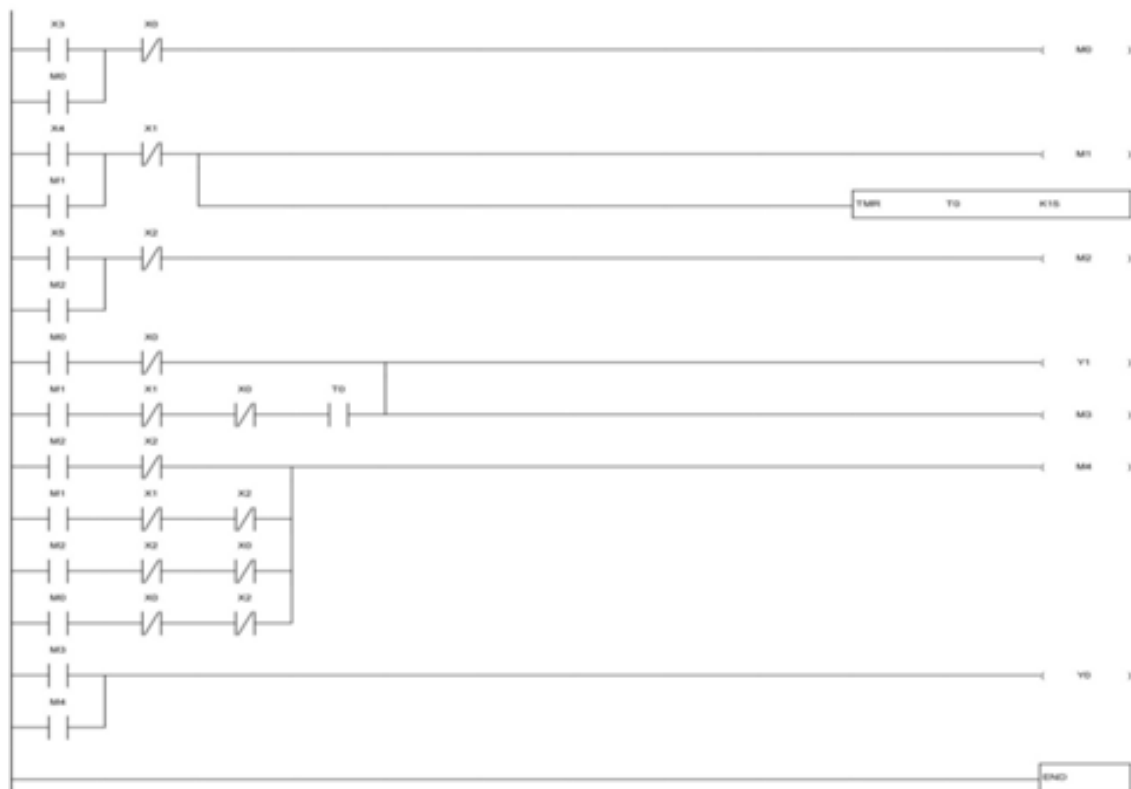 X3 X0
M0
M0
X4 X1
M1
M1
TMR T0 K15
X5 X2
M2
M2
M0 X0
Y1
M1 X1 X0 T0
M3
M2 X2
M4
M1 X1 X2
M2 X2 X0
M0 X0 X2
M3
Y0
M4
END